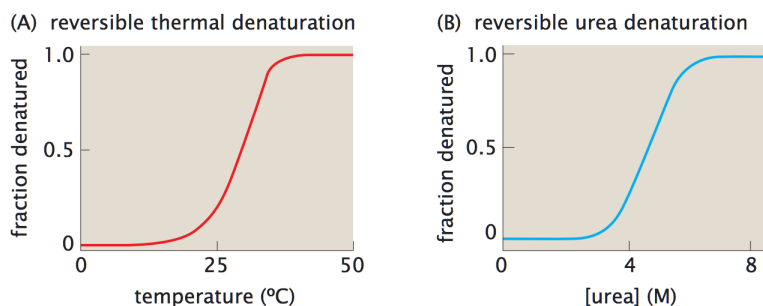 (A) reversible thermal denaturation
fraction denatured
1.0
0.5
0
0
25
50
temperature (ºC)
(B) reversible urea denaturation
fraction denatured
1.0
0.5
0
0
4
8
[urea] (M)